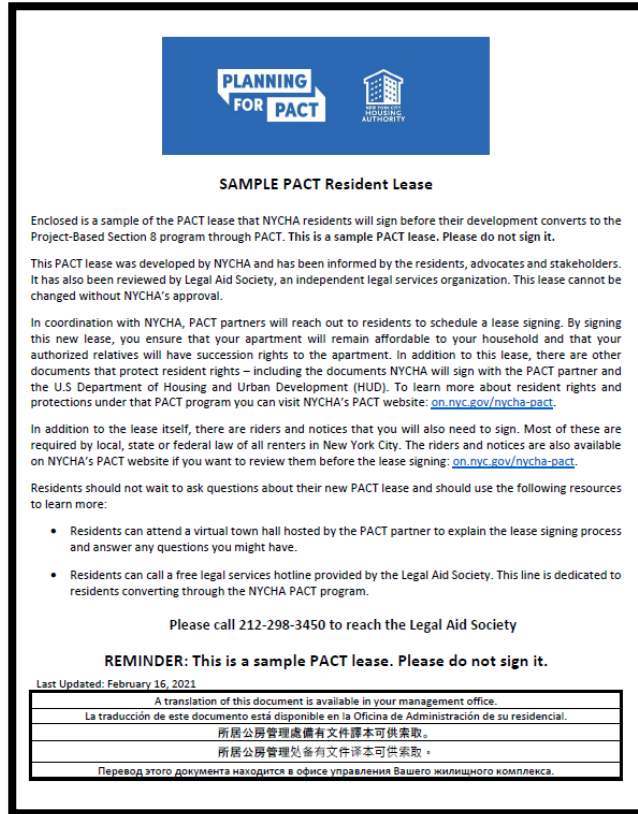 PLANNING
FOR PACT
NEW YORK CITY
HOUSING
AUTHORITY
SAMPLE PACT Resident Lease
Enclosed is a sample of the PACT lease that NYCHA residents will sign before their development converts to the
Project-Based Section 8 program through PACT. This is a sample PACT lease. Please do not sign it.
This PACT lease was developed by NYCHA and has been informed by the residents, advocates and stakeholders.
It has also been reviewed by Legal Aid Society, an independent legal services organization. This lease cannot be
changed without NYCHA's approval.
In coordination with NYCHA, PACT partners will reach out to residents to schedule a lease signing. By signing
this new lease, you ensure that your apartment will remain affordable to your household and that your
authorized relatives will have succession rights to the apartment. In addition to this lease, there are other
documents that protect resident rights – including the documents NYCHA will sign with the PACT partner and
the U.S Department of Housing and Urban Development (HUD). To learn more about resident rights and
protections under that PACT program you can visit NYCHA's PACT website: on.nyc.gov/nycha-pact.
In addition to the lease itself, there are riders and notices that you will also need to sign. Most of these are
required by local, state or federal law of all renters in New York City. The riders and notices are also available
on NYCHA's PACT website if you want to review them before the lease signing: on.nyc.gov/nycha-pact.
Residents should not wait to ask questions about their new PACT lease and should use the following resources
to learn more:
• Residents can attend a virtual town hall hosted by the PACT partner to explain the lease signing process
and answer any questions you might have.
• Residents can call a free legal services hotline provided by the Legal Aid Society. This line is dedicated to
residents converting through the NYCHA PACT program.
Please call 212-298-3450 to reach the Legal Aid Society
REMINDER: This is a sample PACT lease. Please do not sign it.
Last Updated: February 16, 2021
A translation of this document is available in your management office.
La traducción de este documento está disponible en la Oficina de Administración de su residencial.
所居公房管理處備有文件譯本可供索取。
所居公房管理处备有文件译本可供索取。
Перевод этого документа находится в офисе управления Вашего жилищного комплекса.